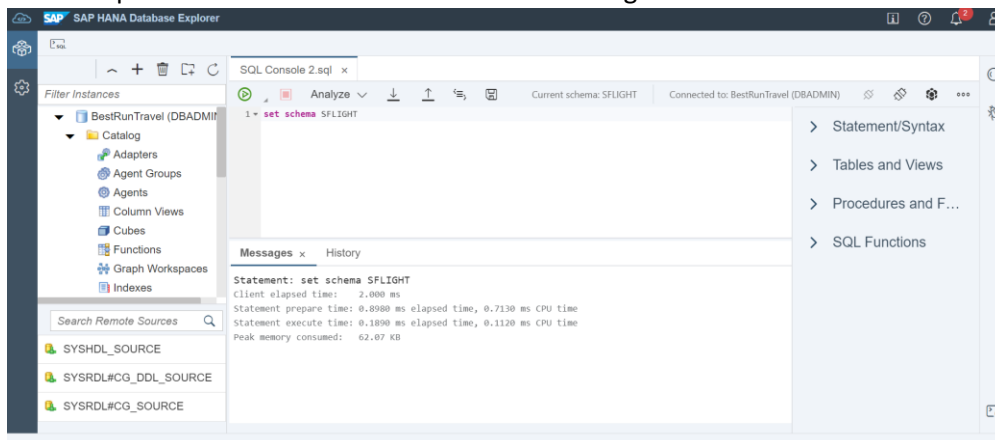 SAP SAP HANA Database Explorer
2
SQL
SQL Console 2.sql ×
Filter Instances
Analyze
Current schema: SFLIGHT
Connected to: BestRunTravel (DBADMIN)
BestRunTravel (DBADMI
Catalog
Adapters
Agent Groups
Agents
Column Views
Cubes
Functions
Graph Workspaces
Indexes
Search Remote Sources
SYSHDL_SOURCE
SYSRDL#CG_DDL_SOURCE
SYSRDL#CG_SOURCE
1 set schema SFLIGHT
Messages × History
Statement: set schema SFLIGHT
Client elapsed time: 2.000 ms
Statement prepare time: 0.8980 ms elapsed time, 0.7130 ms CPU time
Statement execute time: 0.1890 ms elapsed time, 0.1120 ms CPU time
Peak memory consumed: 62.07 KB
Statement/Syntax
Tables and Views
Procedures and F...
SQL Functions